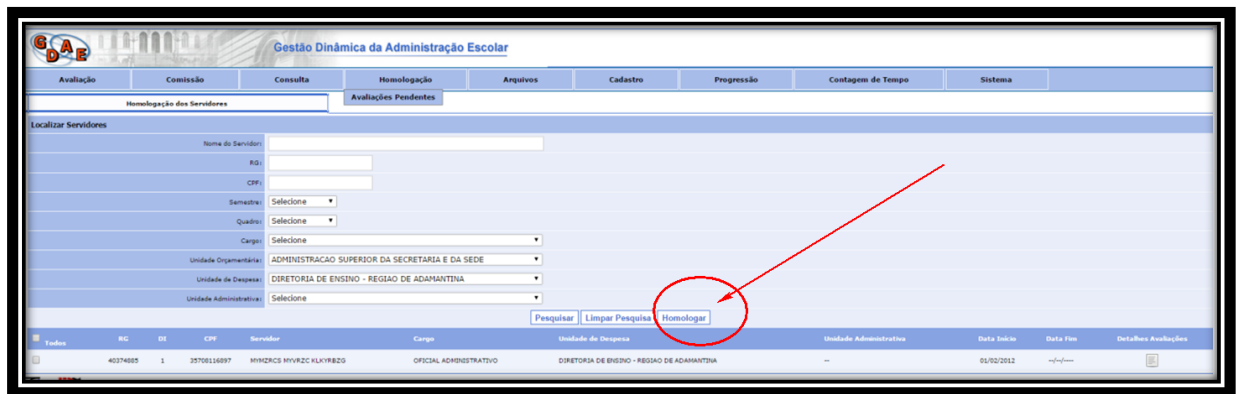 GDAE
Gestão Dinâmica da Administração Escolar
Avaliação Comissão Consulta Homologação Arquivos Cadastro Progressão Contagem de Tempo Sistema
Homologação dos Servidores Avaliações Pendentes
Localizar Servidores
Nome do Servidor:
RG:
CPF:
Semestre: Selecione
Quadro: Selecione
Cargo: Selecione
Unidade Orçamentária: ADMINISTRACAO SUPERIOR DA SECRETARIA E DA SEDE
Unidade de Despesa: DIRETORIA DE ENSINO - REGIAO DE ADAMANTINA
Unidade Administrativa: Selecione
Pesquisar Limpar Pesquisa Homologar
Todos RG DI CPF Servidor Cargo Unidade de Despesa Unidade Administrativa Data Início Data Fim Detalhes Avaliações
40374885 1 35708116897 MYMZRCS MYVRZC KLKYRBZG OFICIAL ADMINISTRATIVO DIRETORIA DE ENSINO - REGIAO DE ADAMANTINA -- 01/02/2012 --/--/----